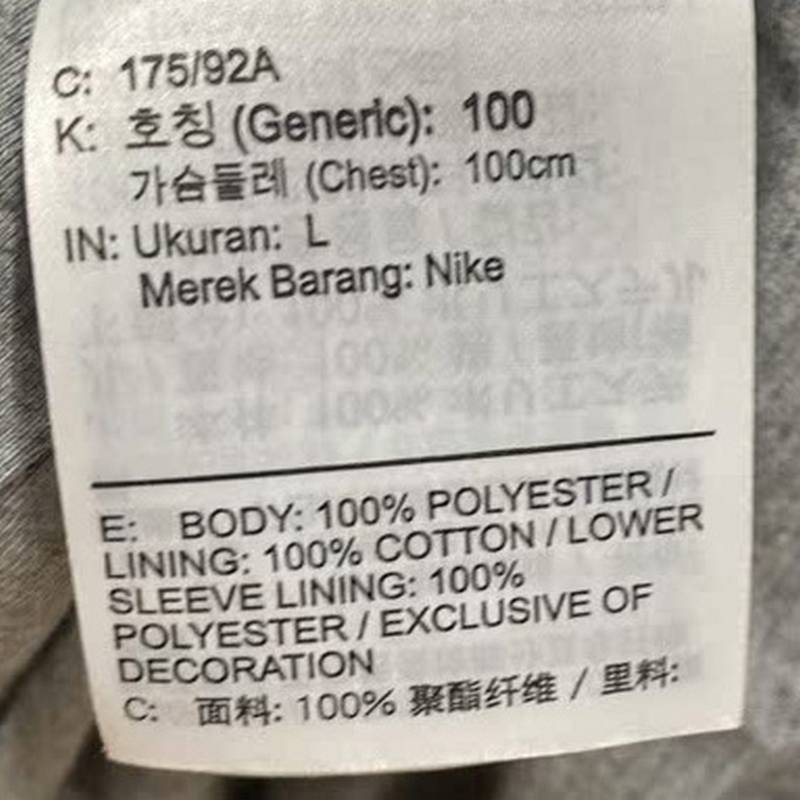 C: 175/92A
K: 호칭 (Generic): 100
가슴둘레 (Chest): 100cm
IN: Ukuran: L
Merek Barang: Nike
E: BODY: 100% POLYESTER /
LINING: 100% COTTON / LOWER
SLEEVE LINING: 100%
POLYESTER / EXCLUSIVE OF
DECORATION
C: 面料: 100% 聚酯纤维 / 里料: